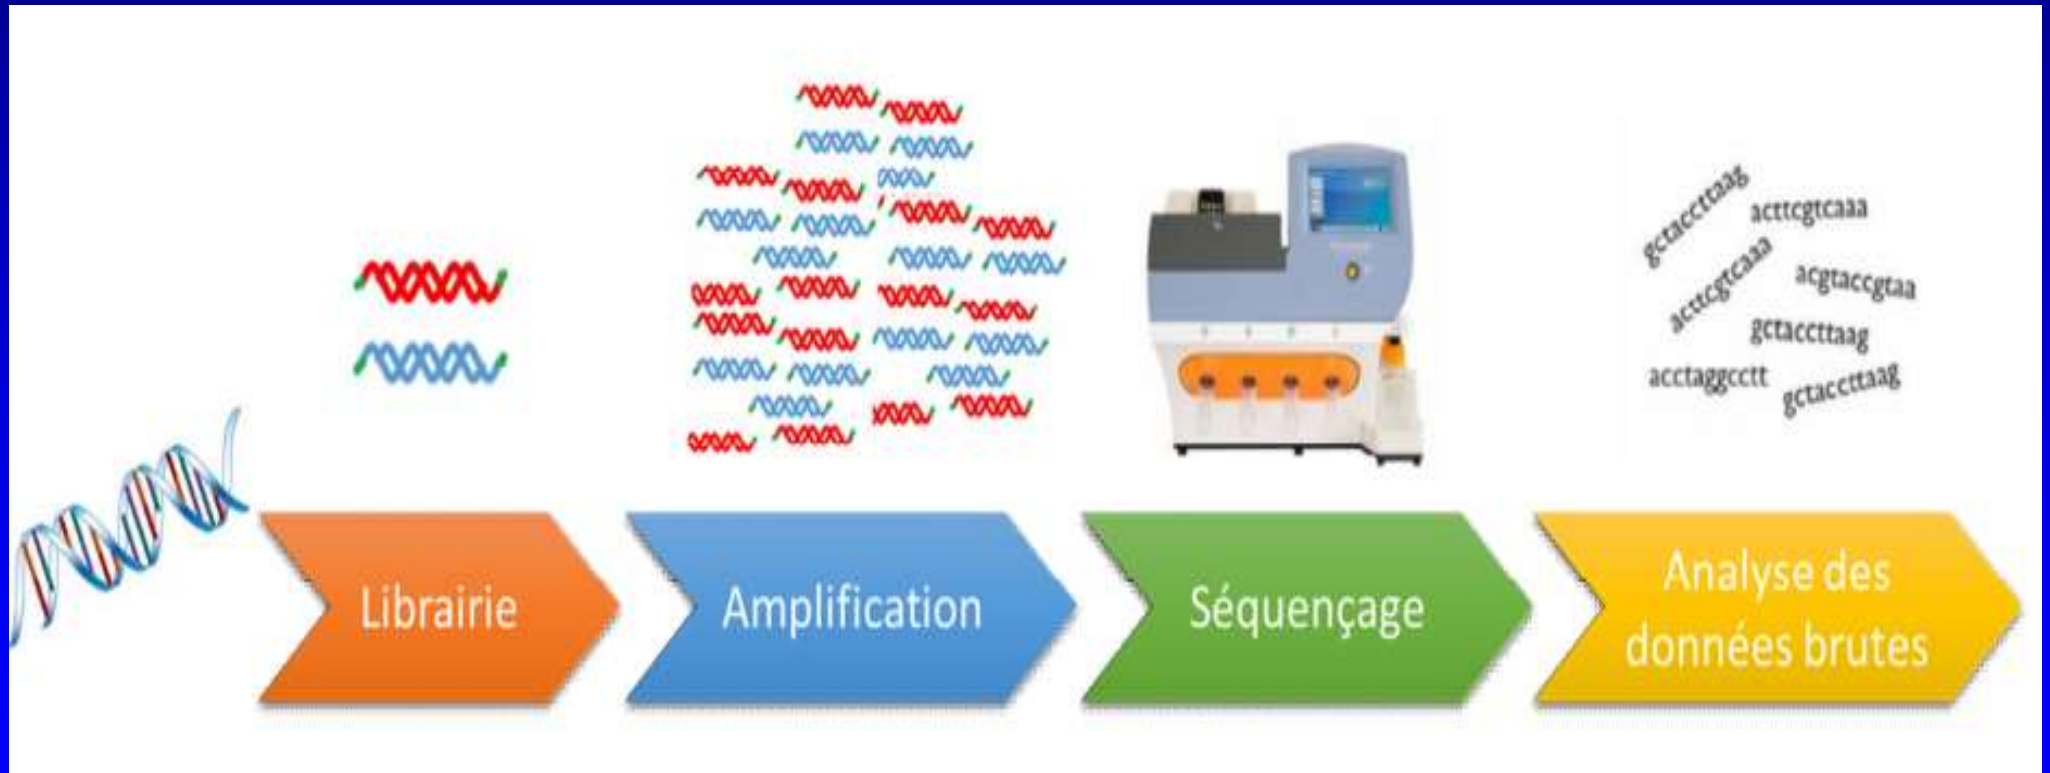 gctaccttaag
acttcgtcaaa
acttcgtcaaa
acgtaccgtaa
gctaccttaag
acctaggcctt
gctaccttaag
Librairie
Amplification
Séquençage
Analyse des
données brutes